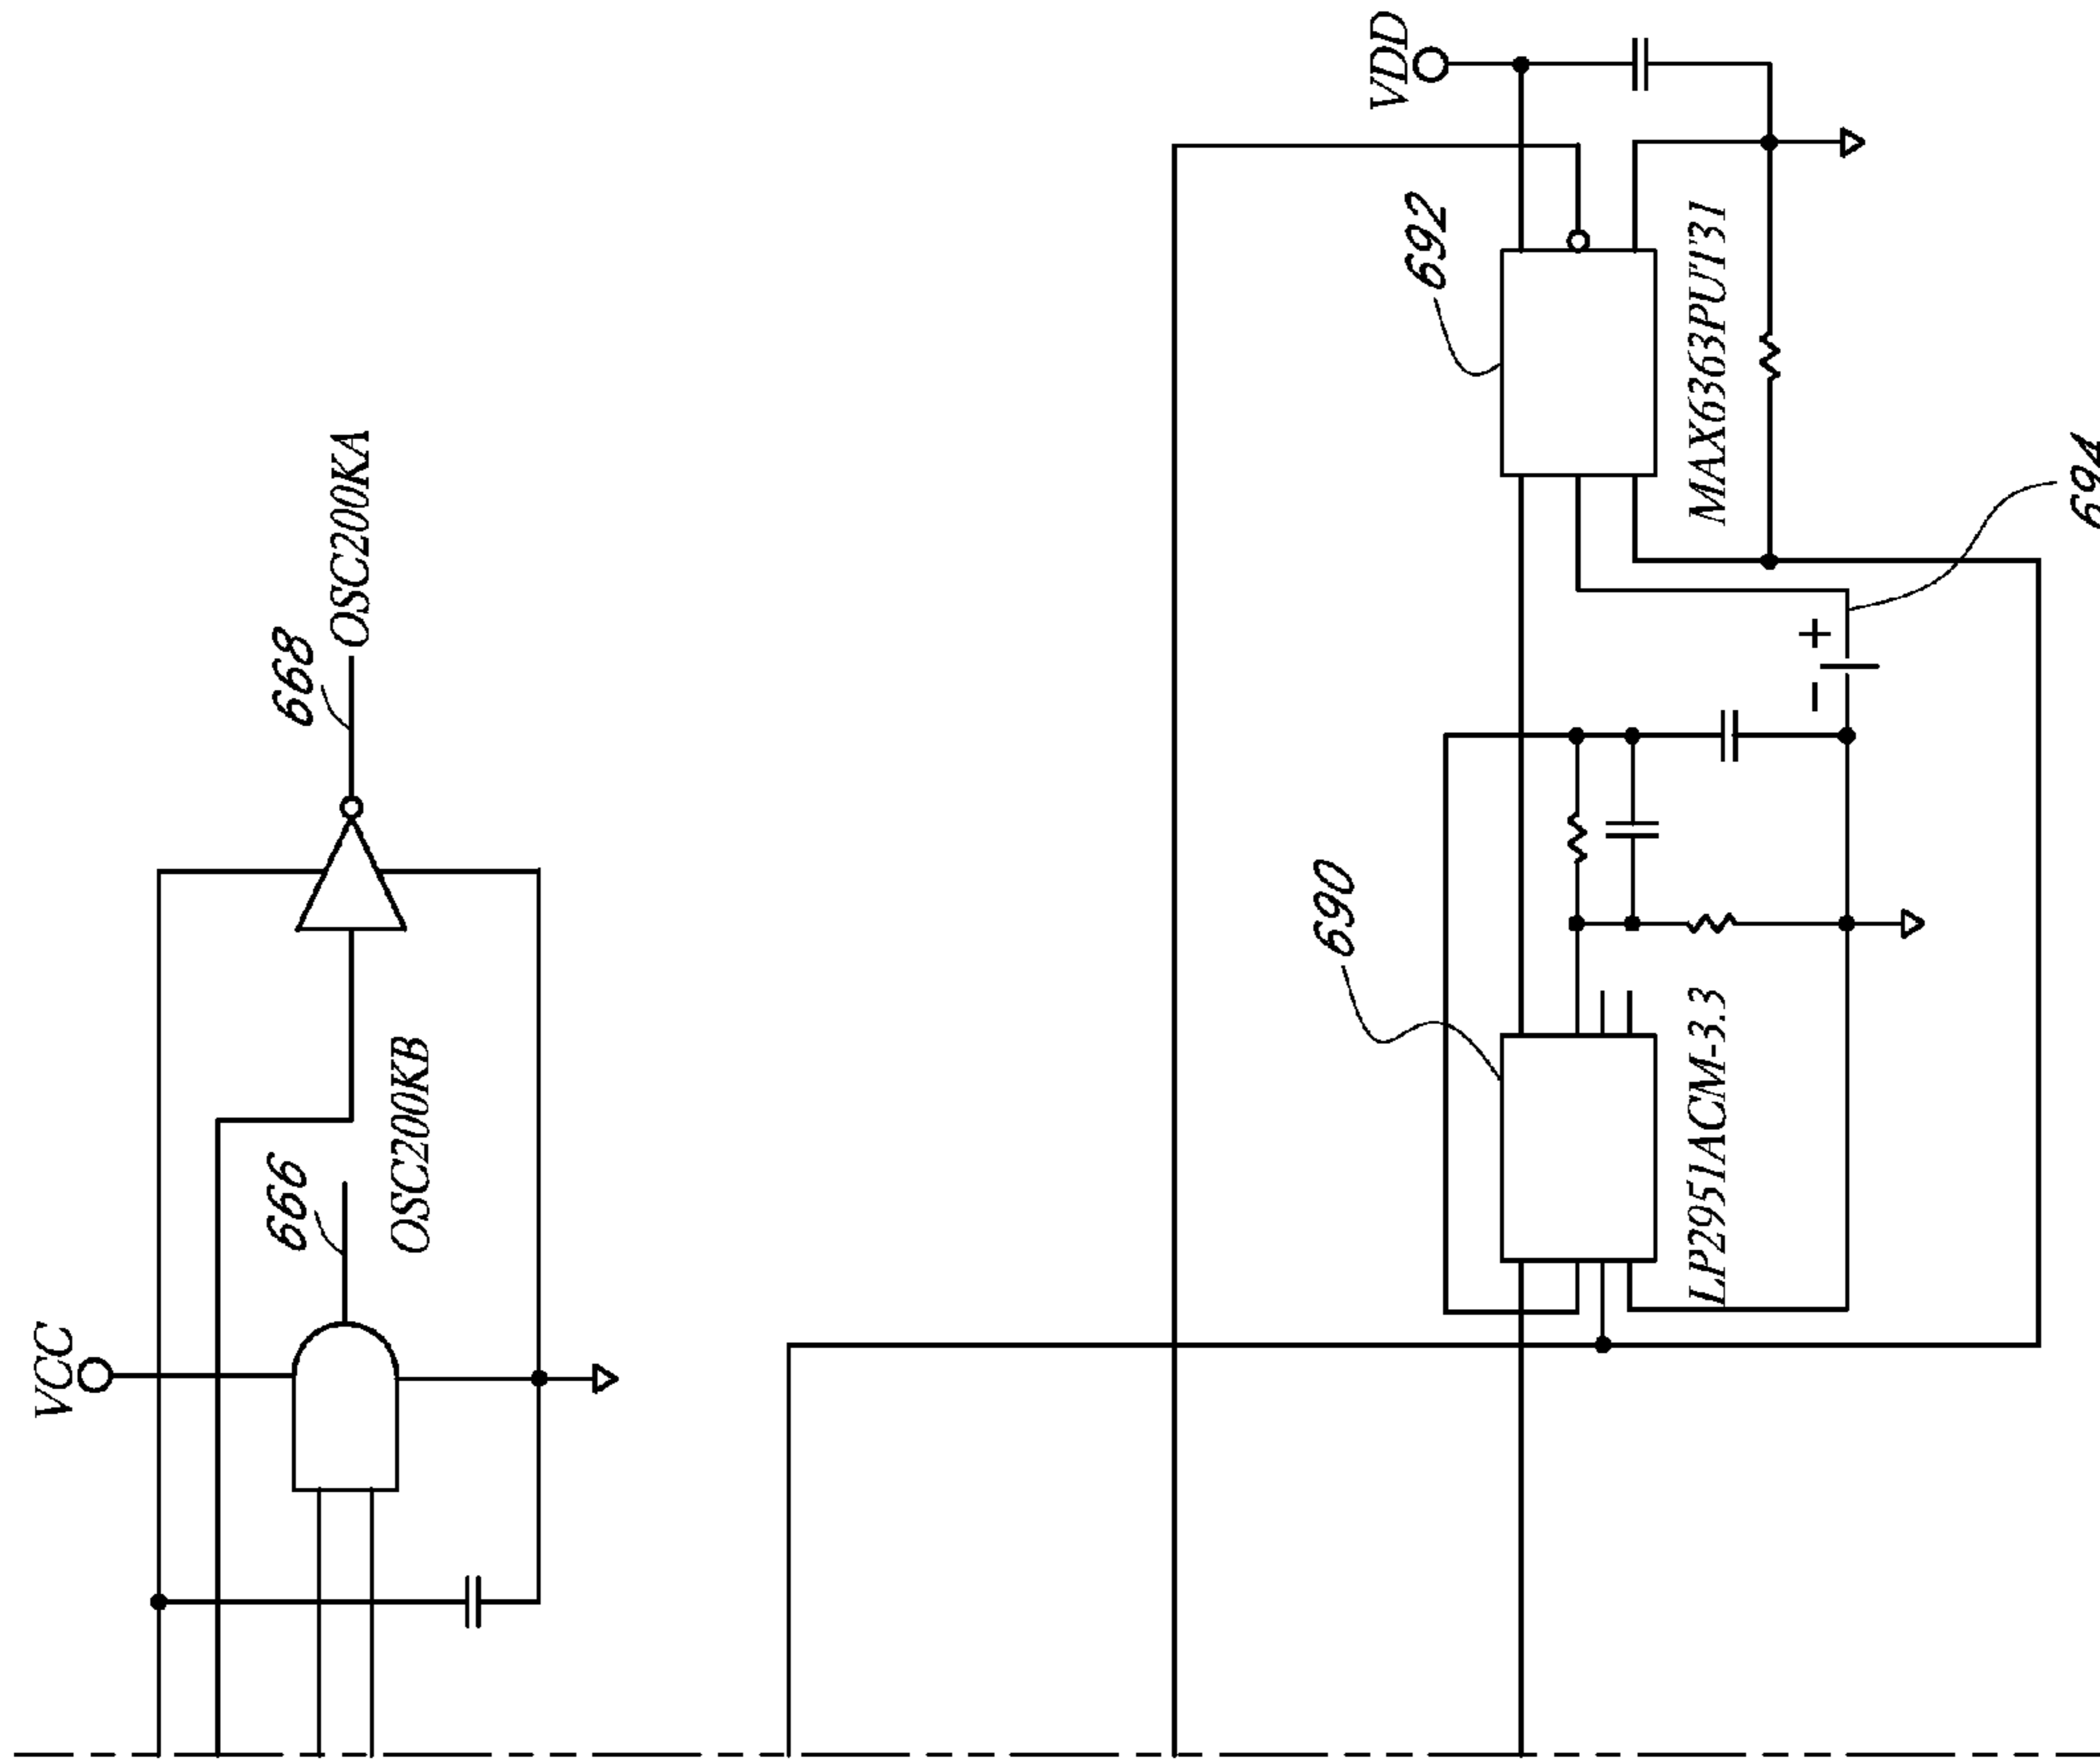 VCC
666
OSC200KB
668
OSC200KA
690
LP2951ACM-3.3
692
MAX6363PUT31
VDD
+
-
694